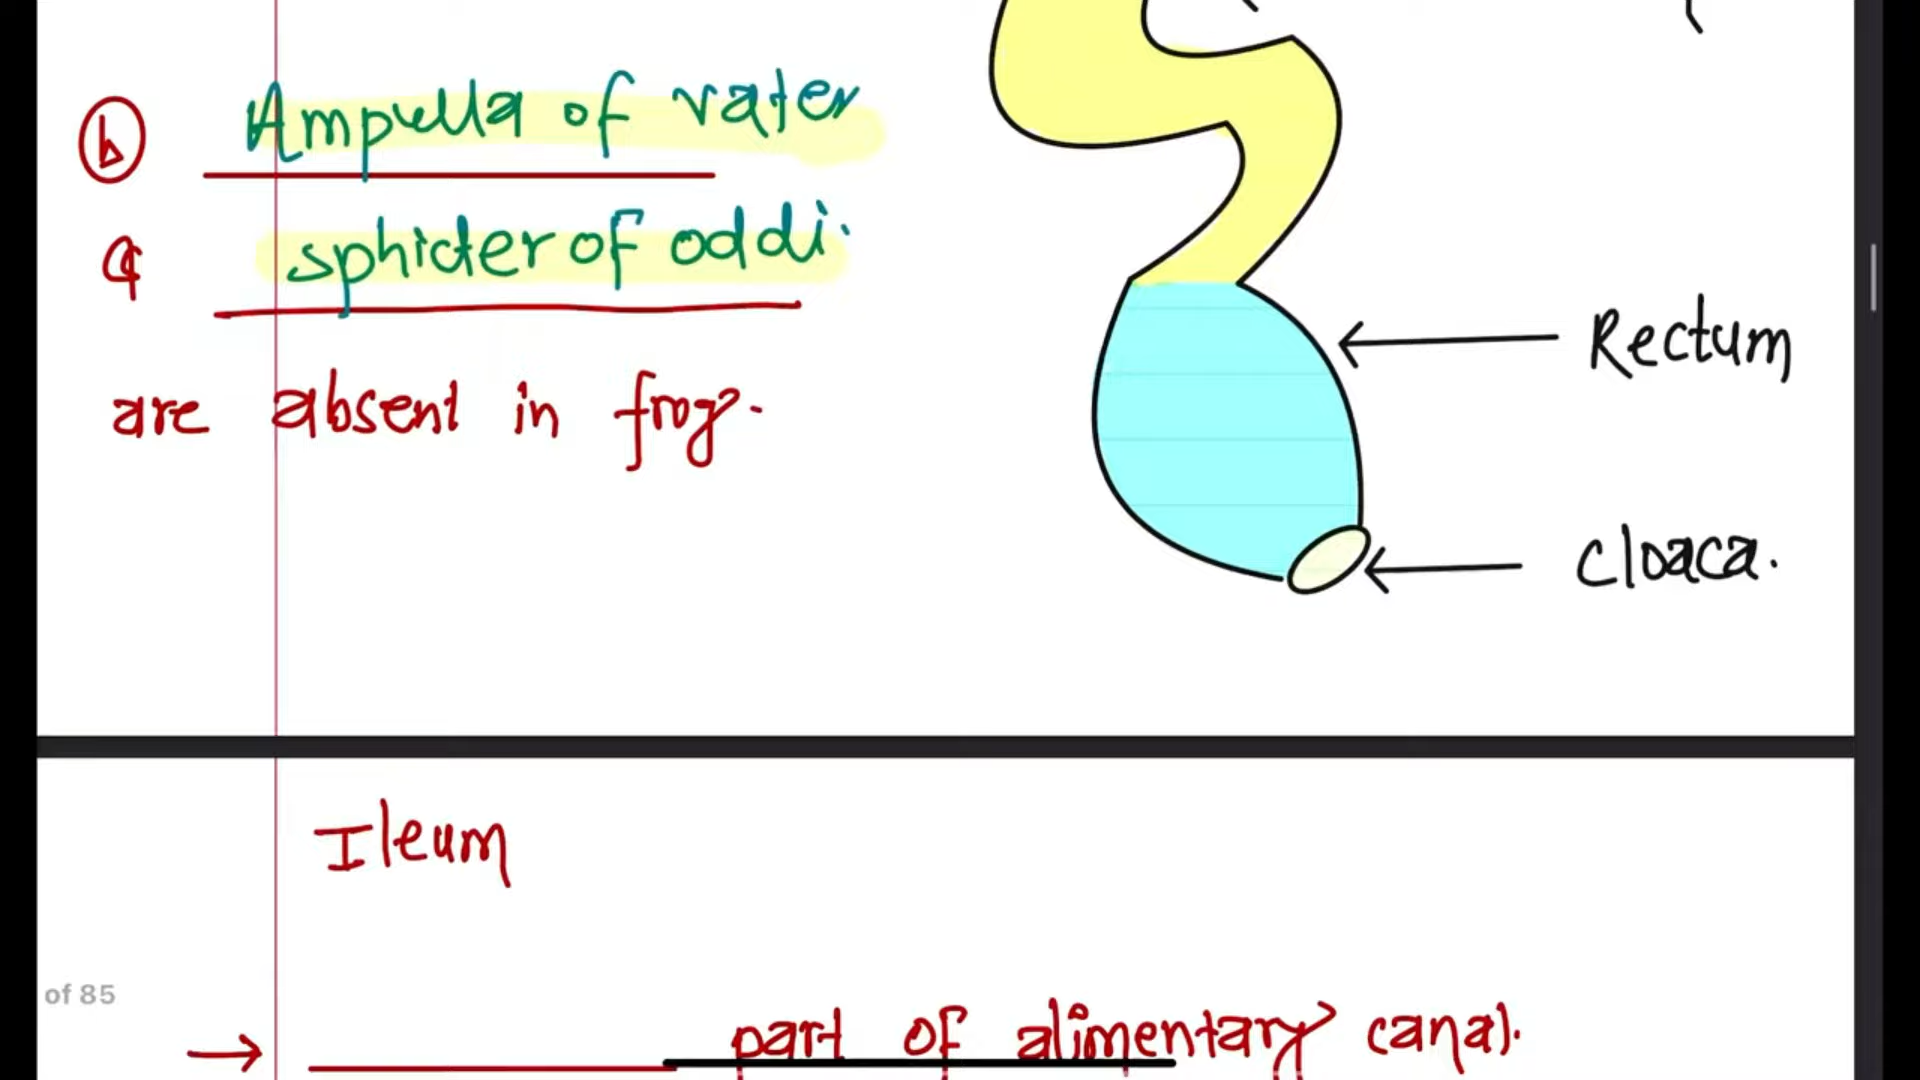 b Ampulla of vater
& sphicter of oddi.
are absent in frog.
Rectum
Cloaca.
Ileum
of 85
→ part of alimentary canal.